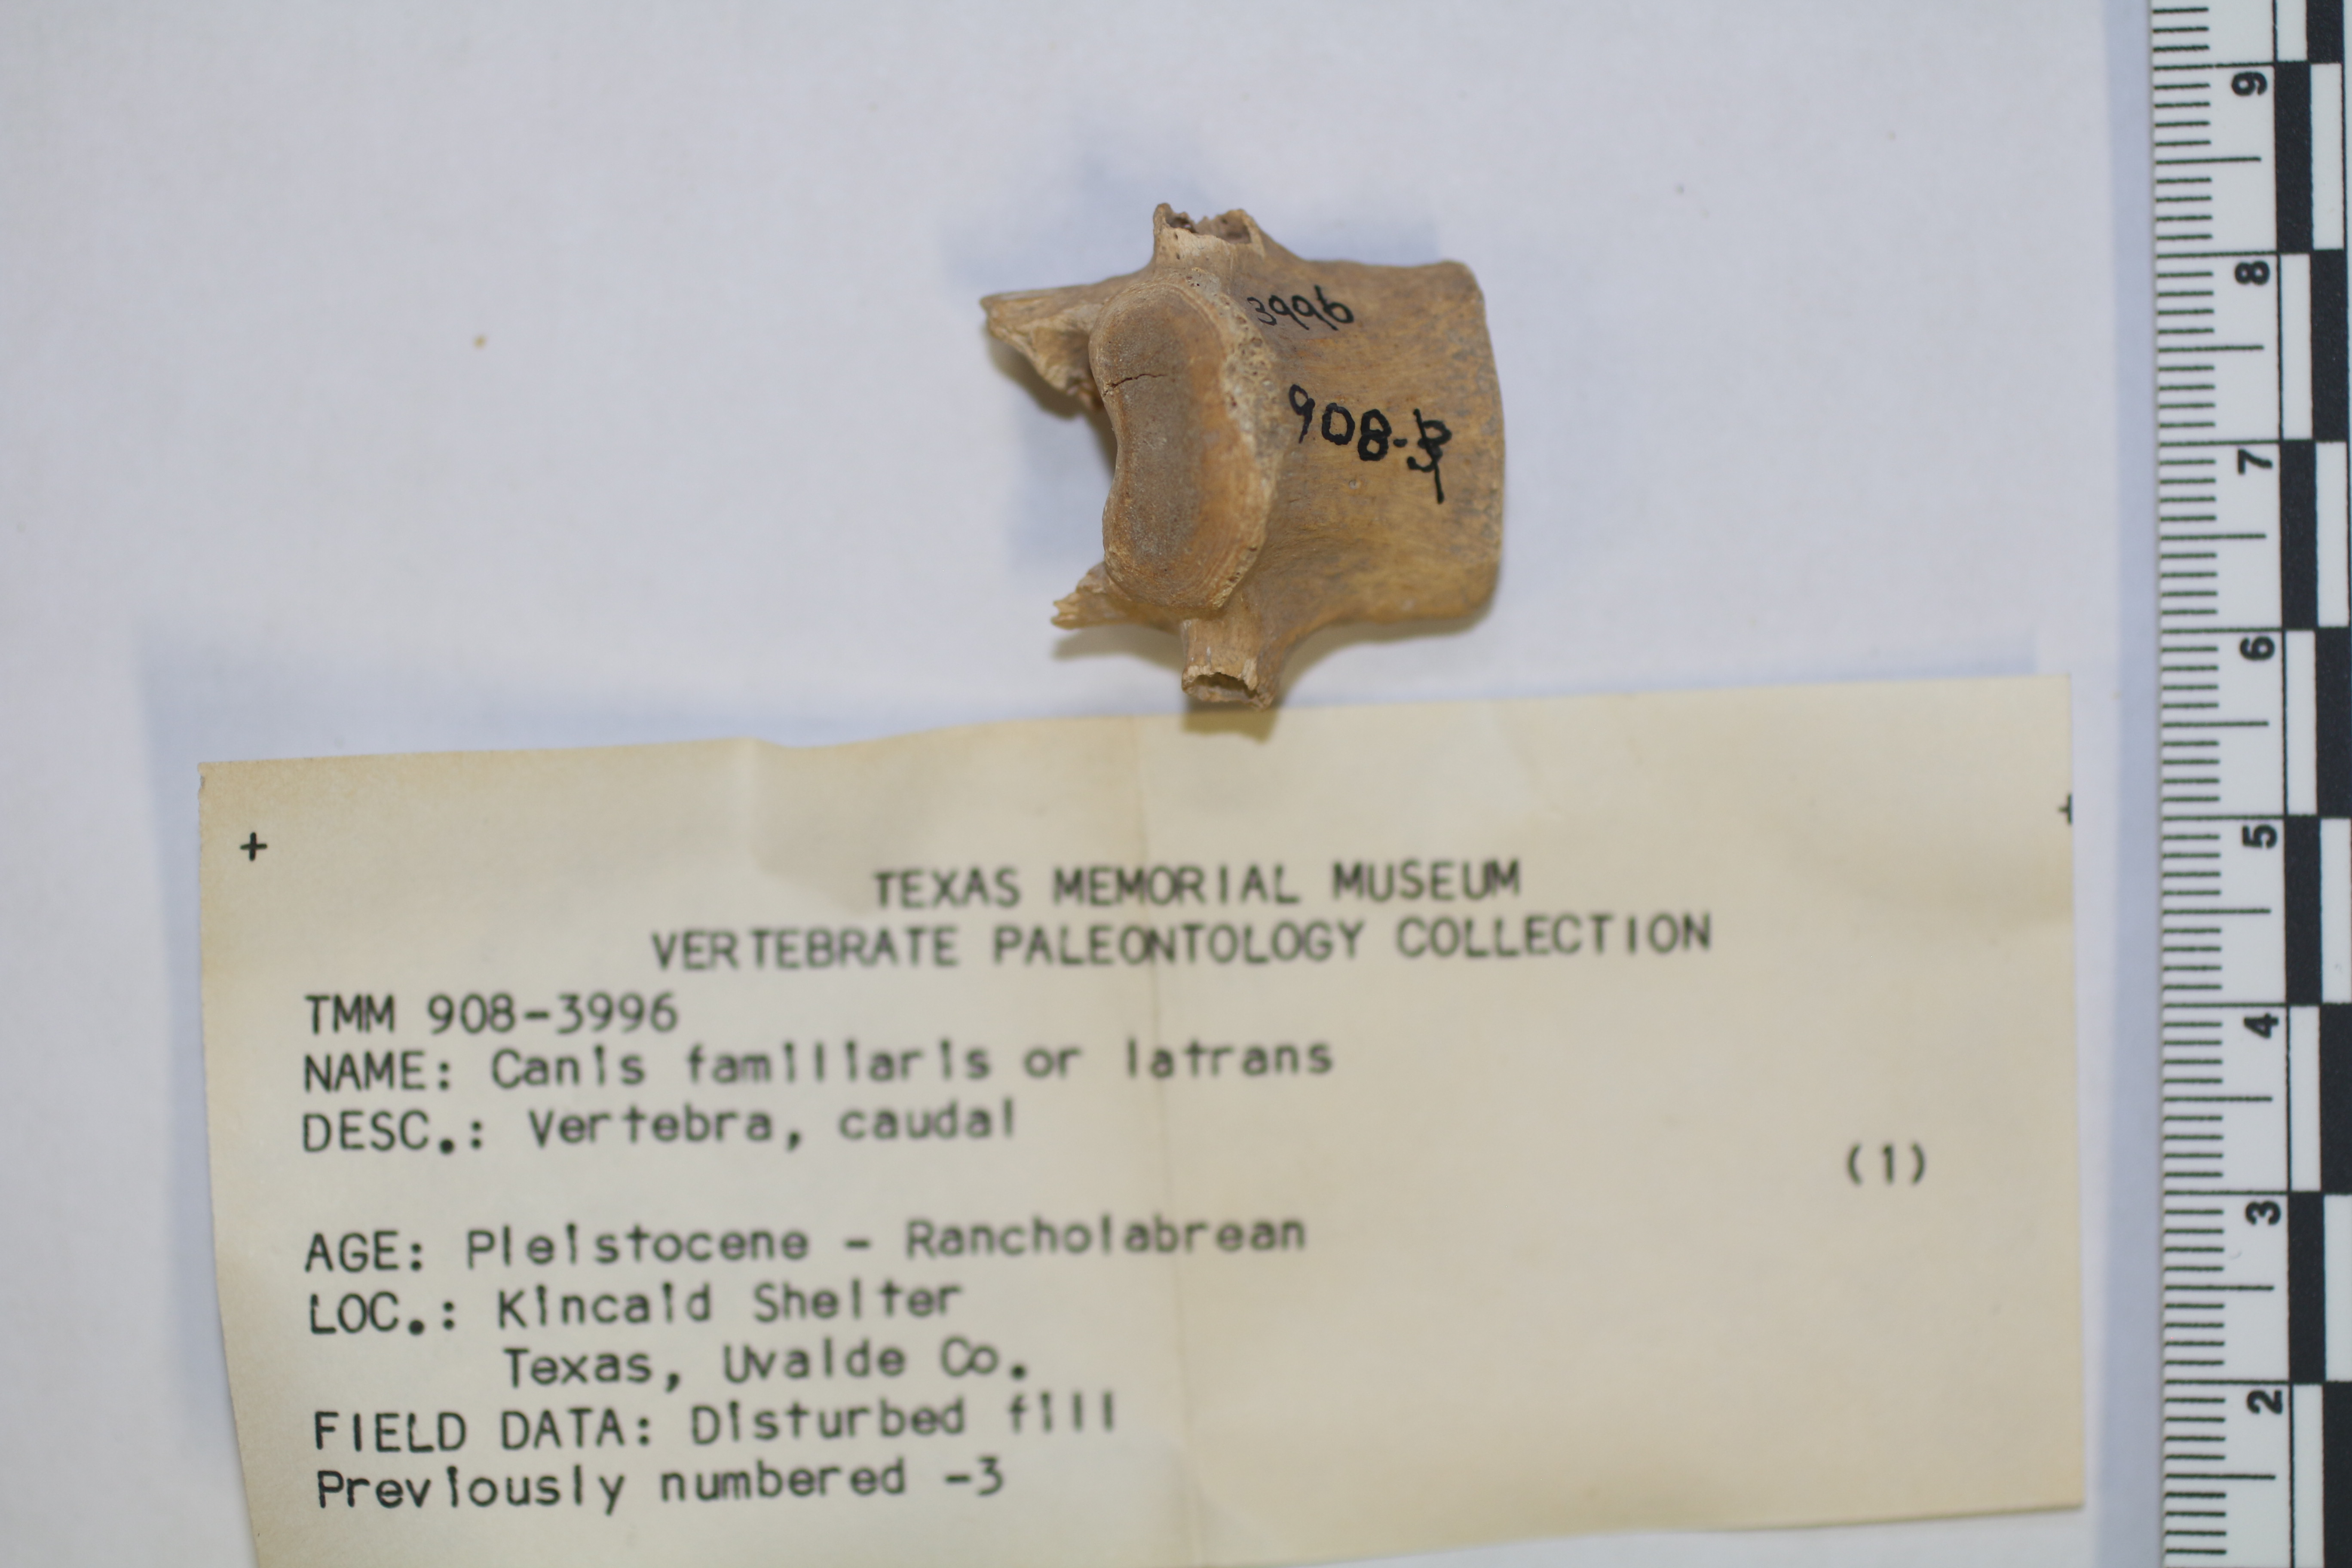 3996
908-3
TEXAS MEMORIAL MUSEUM
VERTEBRATE PALEONTOLOGY COLLECTION
TMM 908-3996
NAME: Canis familiaris or latrans
DESC.: Vertebra, caudal
(1)
AGE: Pleistocene - Rancholabrean
LOC.: Kincaid Shelter
Texas, Uvalde Co.
FIELD DATA: Disturbed fill
Previously numbered -3
9
8
7
6
5
4
3
2